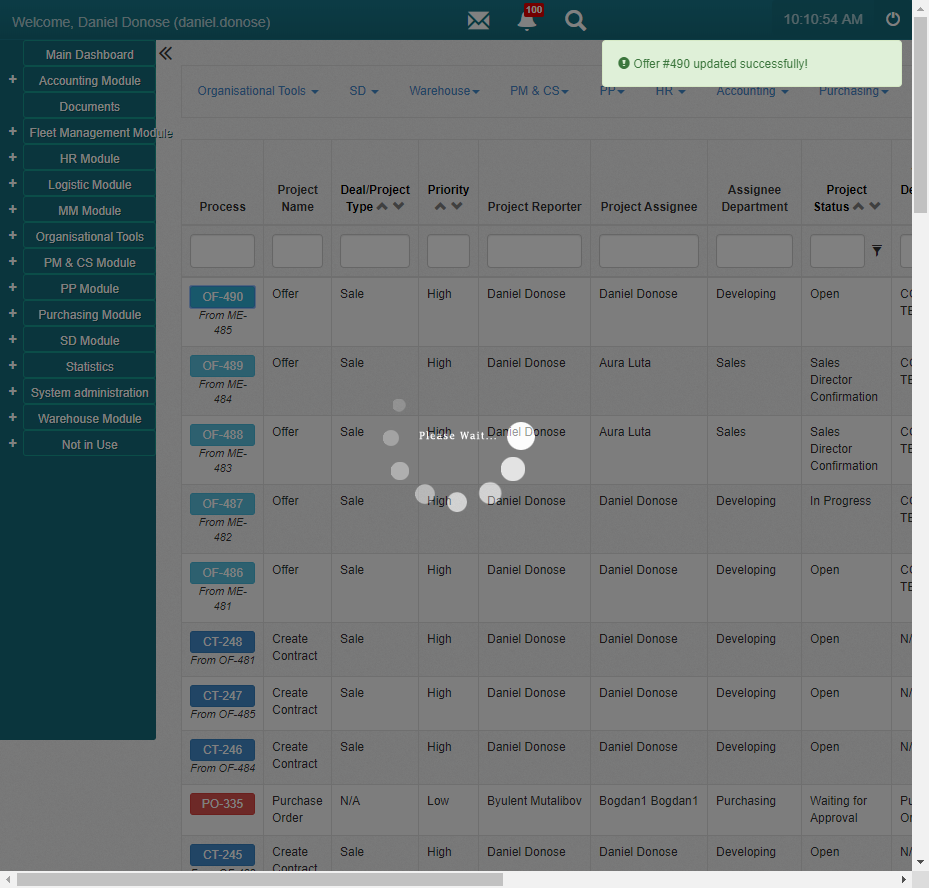 Welcome, Daniel Donose (daniel.donose)
100
10:10:54 AM
Offer #490 updated successfully!
Main Dashboard
Accounting Module
Documents
Fleet Management Module
HR Module
Logistic Module
MM Module
Organisational Tools
PM & CS Module
PP Module
Purchasing Module
SD Module
Statistics
System administration
Warehouse Module
Not in Use
Organisational Tools SD Warehouse PM & CS PP HR Accounting Purchasing
Process
Project
Name
Deal/Project
Type
Priority
Project Reporter
Project Assignee
Assignee
Department
Project
Status
De
OF-490
From ME-
485
Offer
Sale
High
Daniel Donose
Daniel Donose
Developing
Open
CO
TE
OF-489
From ME-
484
Offer
Sale
High
Daniel Donose
Aura Luta
Sales
Sales
Director
Confirmation
CO
TE
OF-488
From ME-
483
Offer
Sale
High
Daniel Donose
Aura Luta
Sales
Sales
Director
Confirmation
CO
TE
Please Wait...
OF-487
From ME-
482
Offer
Sale
High
Daniel Donose
Daniel Donose
Developing
In Progress
CO
TE
OF-486
From ME-
481
Offer
Sale
High
Daniel Donose
Daniel Donose
Developing
Open
CO
TE
CT-248
From OF-481
Create
Contract
Sale
High
Daniel Donose
Daniel Donose
Developing
Open
N/
CT-247
From OF-485
Create
Contract
Sale
High
Daniel Donose
Daniel Donose
Developing
Open
N/
CT-246
From OF-484
Create
Contract
Sale
High
Daniel Donose
Daniel Donose
Developing
Open
N/
PO-335
Purchase
Order
N/A
Low
Byulent Mutalibov
Bogdan1 Bogdan1
Purchasing
Waiting for
Approval
Pu
Or
CT-245
Create
Contract
Sale
High
Daniel Donose
Daniel Donose
Developing
Open
N/